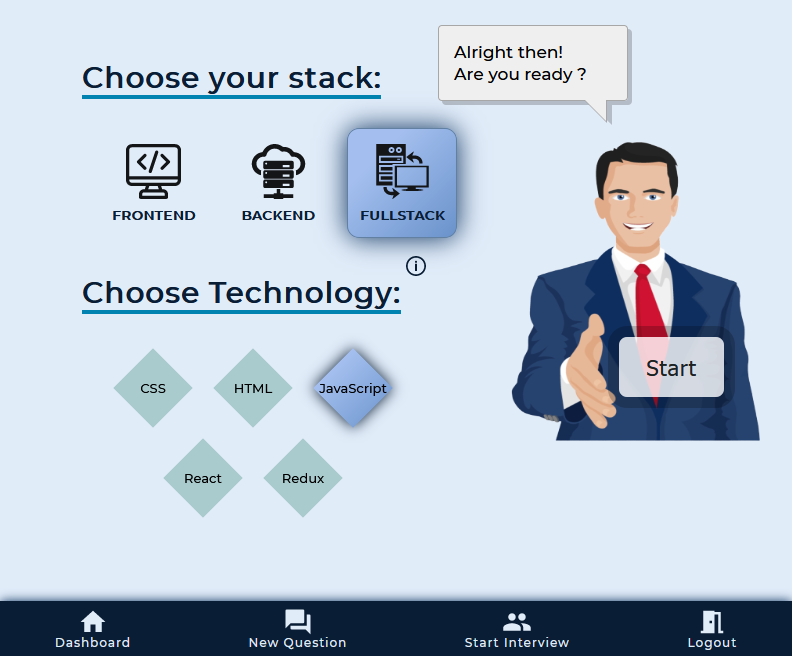 Alright then!
Are you ready ?
Choose your stack:
FRONTEND
BACKEND
FULLSTACK
Choose Technology:
CSS
HTML
JavaScript
React
Redux
Start
Dashboard
New Question
Start Interview
Logout